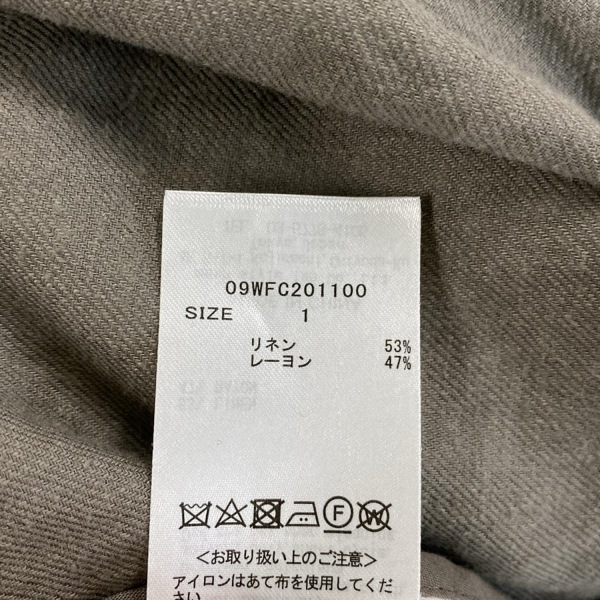 09WFC201100
SIZE 1
リネン 53%
レーヨン 47%
F
W
<お取り扱い上のご注意>
アイロンはあて布を使用してくだ
さい。